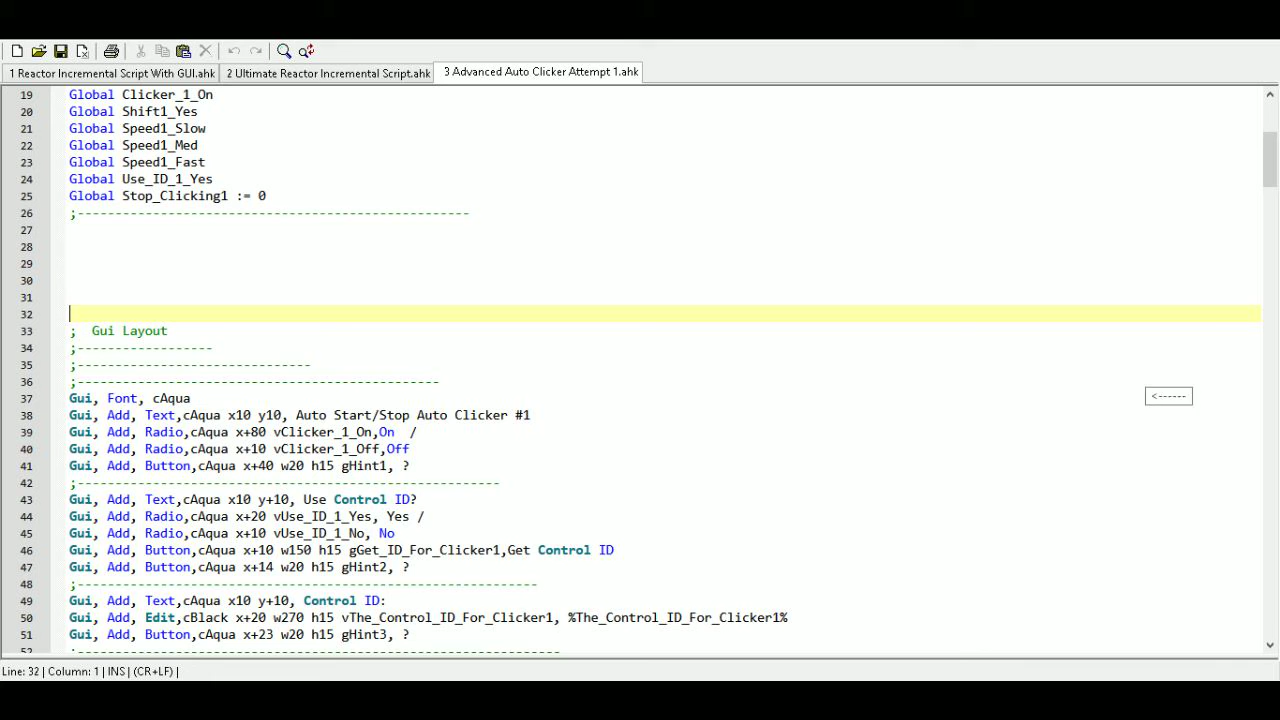 1 Reactor Incremental Script With GUI.ahk 2 Ultimate Reactor Incremental Script.ahk 3 Advanced Auto Clicker Attempt 1.ahk
19 Global Clicker_1_On
20 Global Shift1_Yes
21 Global Speed1_Slow
22 Global Speed1_Med
23 Global Speed1_Fast
24 Global Use_ID_1_Yes
25 Global Stop_Clicking1 := 0
26 ;----------------------------------------------------
27
28
29
30
31
32
33 ;  Gui Layout
34 ;------------------
35 ;-------------------------------
36 ;------------------------------------------------
37 Gui, Font, cAqua
<------
38 Gui, Add, Text,cAqua x10 y10, Auto Start/Stop Auto Clicker #1
39 Gui, Add, Radio,cAqua x+80 vClicker_1_On,On  /
40 Gui, Add, Radio,cAqua x+10 vClicker_1_Off,Off
41 Gui, Add, Button,cAqua x+40 w20 h15 gHint1, ?
42 ;--------------------------------------------------------
43 Gui, Add, Text,cAqua x10 y+10, Use Control ID?
44 Gui, Add, Radio,cAqua x+20 vUse_ID_1_Yes, Yes /
45 Gui, Add, Radio,cAqua x+10 vUse_ID_1_No, No
46 Gui, Add, Button,cAqua x+10 w150 h15 gGet_ID_For_Clicker1,Get Control ID
47 Gui, Add, Button,cAqua x+14 w20 h15 gHint2, ?
48 ;-------------------------------------------------------------
49 Gui, Add, Text,cAqua x10 y+10, Control ID:
50 Gui, Add, Edit,cBlack x+20 w270 h15 vThe_Control_ID_For_Clicker1, %The_Control_ID_For_Clicker1%
51 Gui, Add, Button,cAqua x+23 w20 h15 gHint3, ?
52 ;----------------------------------------------------------------
Line: 32 | Column: 1 | INS | (CR+LF) |